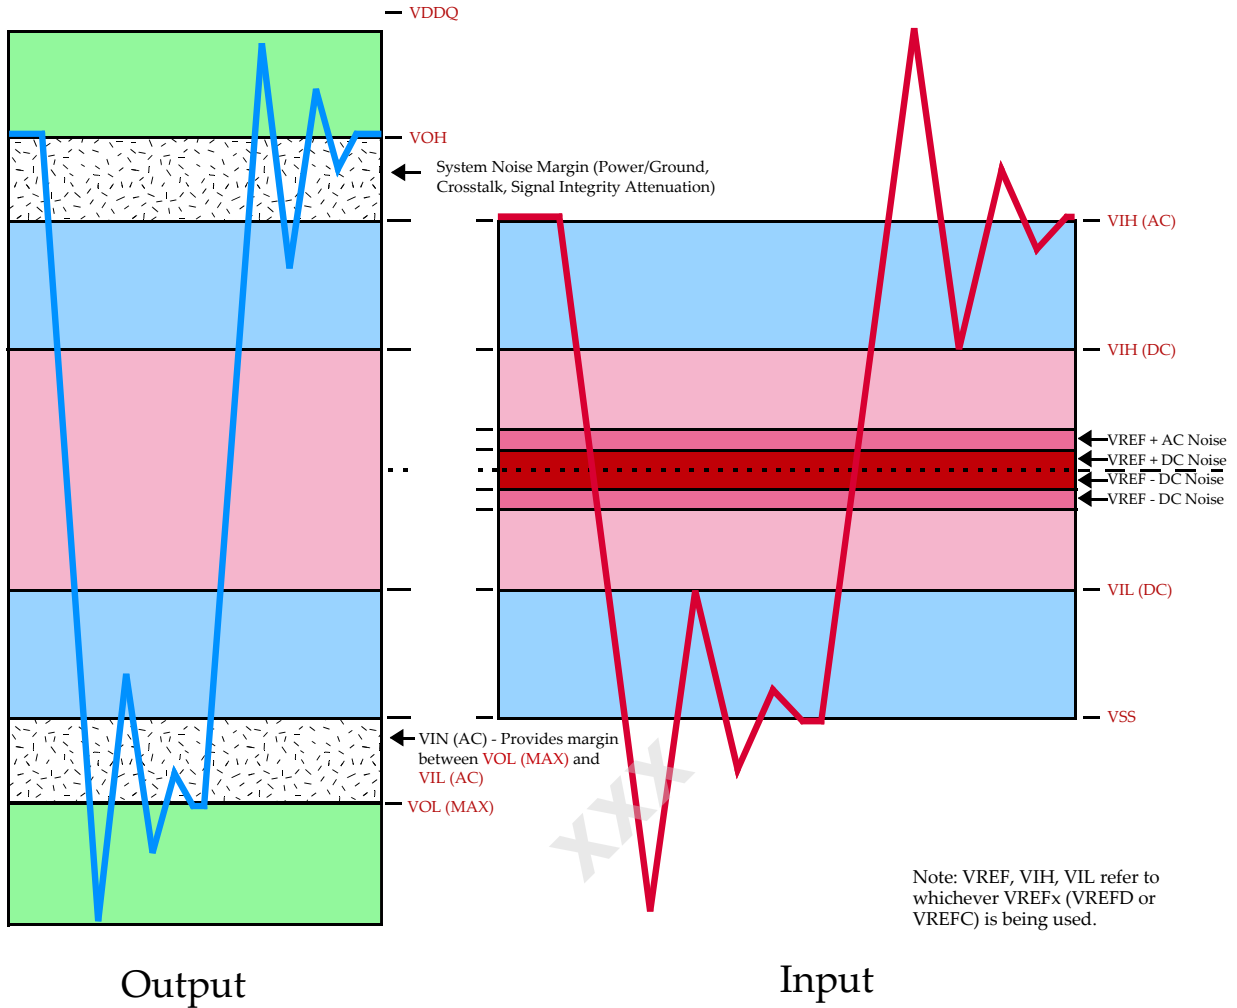 VDDQ
VOH
System Noise Margin (Power/Ground,
Crosstalk, Signal Integrity Attenuation)
VIH (AC)
VIH (DC)
VREF + AC Noise
VREF + DC Noise
VREF - DC Noise
VREF - DC Noise
VIL (DC)
VSS
VIN (AC) - Provides margin
between VOL (MAX) and
VIL (AC)
VOL (MAX)
xxx
Note: VREF, VIH, VIL refer to
whichever VREFx (VREFD or
VREFC) is being used.
Output
Input